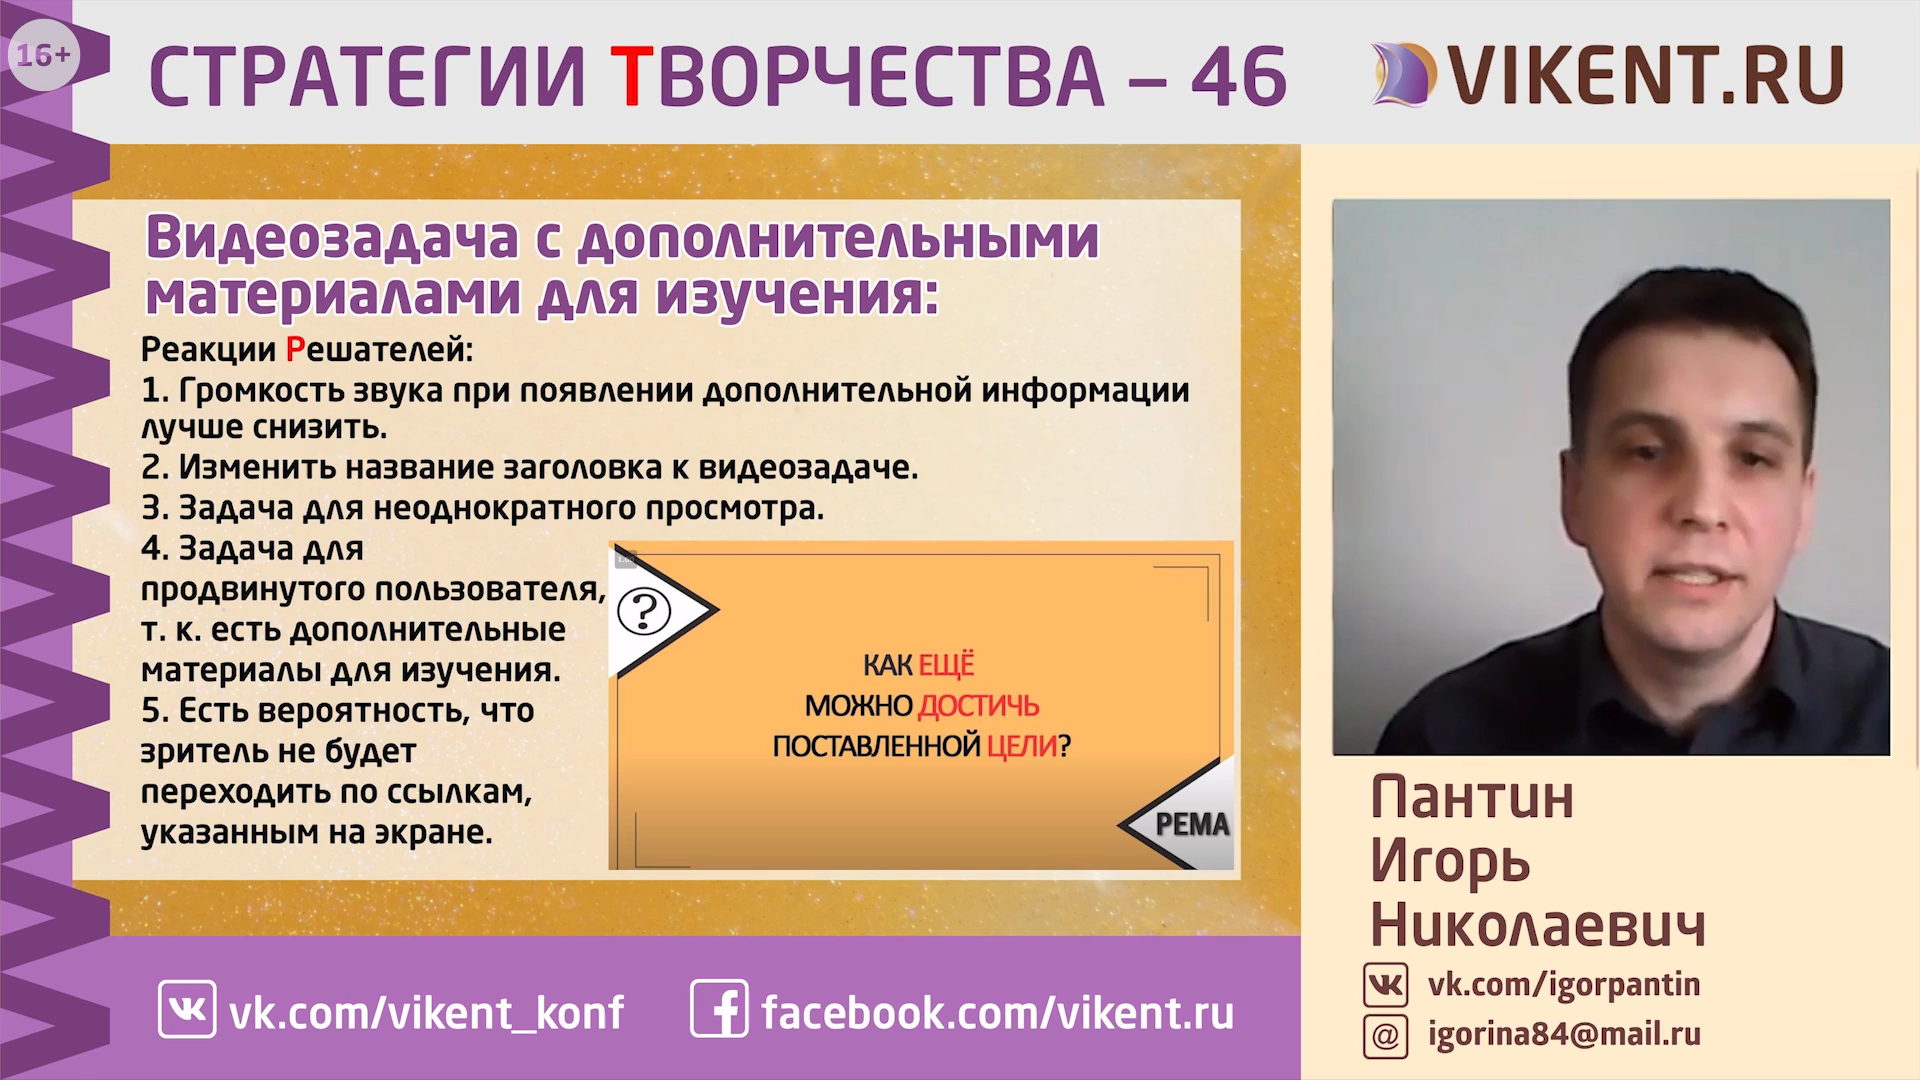 16+
СТРАТЕГИИ ТВОРЧЕСТВА – 46
VIKENT.RU
Видеозадача с дополнительными
материалами для изучения:
Реакции Решателей:
1. Громкость звука при появлении дополнительной информации
лучше снизить.
2. Изменить название заголовка к видеозадаче.
3. Задача для неоднократного просмотра.
4. Задача для
продвинутого пользователя,
т. к. есть дополнительные
материалы для изучения.
5. Есть вероятность, что
зритель не будет
переходить по ссылкам,
указанным на экране.
?
КАК ЕЩЁ
МОЖНО ДОСТИЧЬ
ПОСТАВЛЕННОЙ ЦЕЛИ?
РЕМА
Пантин
Игорь
Николаевич
vk.com/igorpantin
@ igorina84@mail.ru
vk.com/vikent_konf
facebook.com/vikent.ru